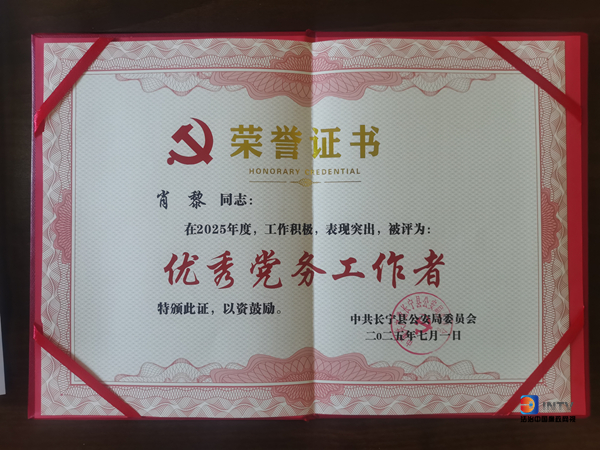 荣誉证书
HONORARY CREDENTIAL
肖黎 同志：
在2025年度，工作积极，表现突出，被评为：
优秀党务工作者
特颁此证，以资鼓励。
中共长宁县公安局委员会
二〇二五年七月一日